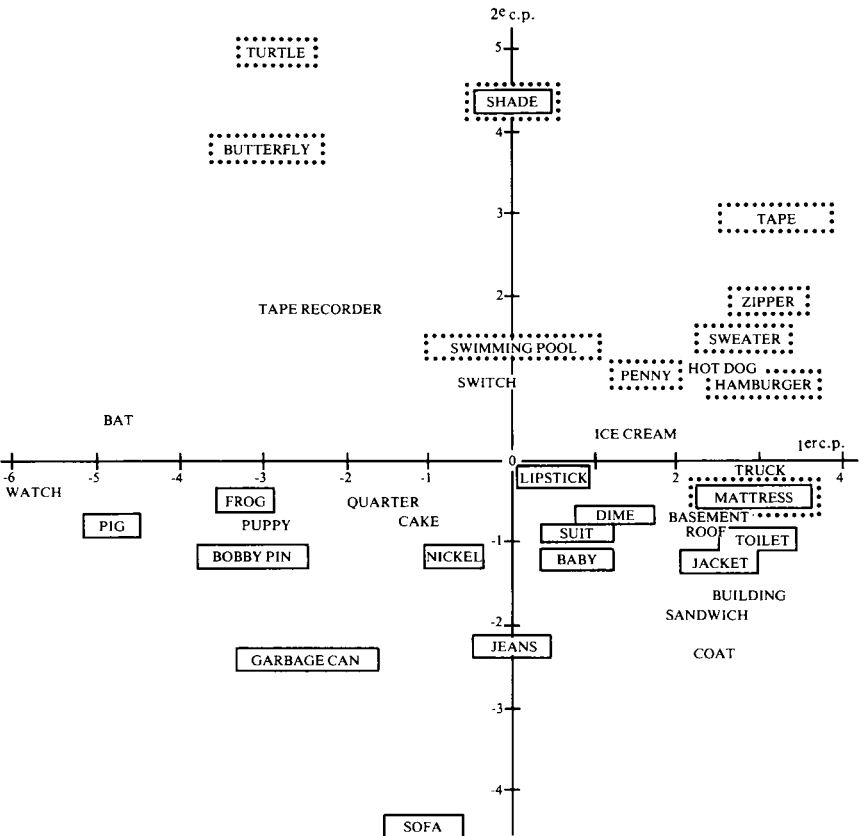 2e c.p.
5
TURTLE
SHADE
4
BUTTERFLY
3
TAPE
2
ZIPPER
TAPE RECORDER
SWEATER
SWIMMING POOL
HOT DOG
PENNY
SWITCH
HAMBURGER
BAT
ICE CREAM
1erc.p.
-6 -5 -4 -3 -2 -1 0 2 4
TRUCK
LIPSTICK
WATCH
MATTRESS
FROG
QUARTER
DIME
BASEMENT
PIG
PUPPY
CAKE
SUIT
ROOF
TOILET
-1
BOBBY PIN
NICKEL
BABY
JACKET
BUILDING
SANDWICH
-2
JEANS
GARBAGE CAN
COAT
-3
-4
SOFA